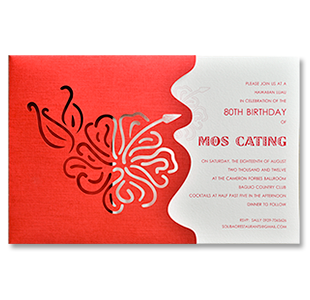 PLEASE JOIN US AT A
HAWAIIAN LUAU
IN CELEBRATION OF THE
80TH BIRTHDAY
OF
MOS CATING
ON SATURDAY, THE EIGHTEENTH OF AUGUST
TWO THOUSAND AND TWELVE
AT THE CAMERON FORBES BALLROOM
BAGUIO COUNTRY CLUB
COCKTAILS AT HALF PAST FIVE IN THE AFTERNOON
DINNER TO FOLLOW
RSVP: